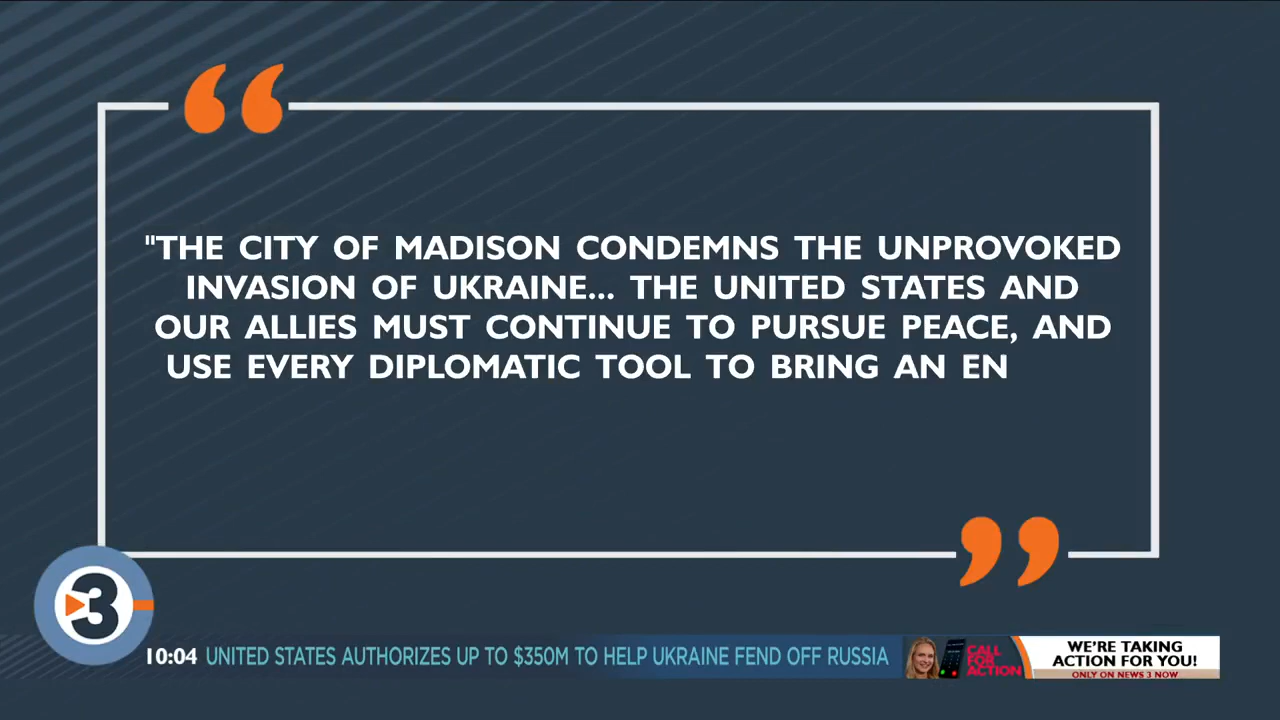 "THE CITY OF MADISON CONDEMNS THE UNPROVOKED
INVASION OF UKRAINE... THE UNITED STATES AND
OUR ALLIES MUST CONTINUE TO PURSUE PEACE, AND
USE EVERY DIPLOMATIC TOOL TO BRING AN EN
3
10:04 UNITED STATES AUTHORIZES UP TO $350M TO HELP UKRAINE FEND OFF RUSSIA
CALL
FOR
ACTION
WE'RE TAKING
ACTION FOR YOU!
ONLY ON NEWS 3 NOW